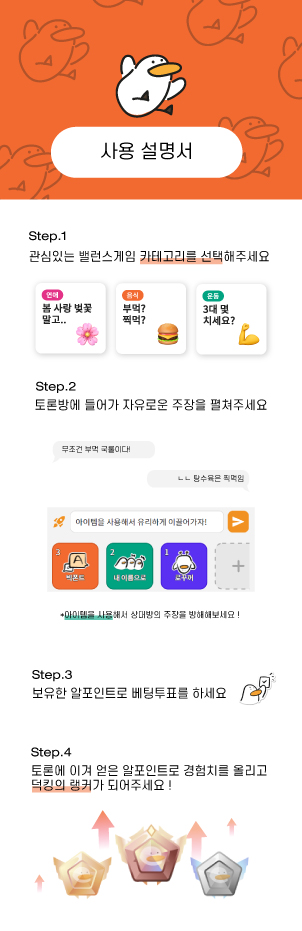 사용 설명서
Step.1
관심있는 밸런스게임 카테고리를 선택해주세요
연애
봄 사랑 벚꽃
말고..
음식
부먹?
찍먹?
운동
3대 몇
치세요?
Step.2
토론방에 들어가 자유로운 주장을 펼쳐주세요
무조건 부먹 국룰이다!
ㄴㄴ 탕수육은 찍먹임
아이템을 사용해서 유리하게 이끌어가자!
3
A
빅폰트
2
내 이름으로
1
로꾸어
+
+아이템을 사용해서 상대방의 주장을 방해해보세요 !
Step.3
보유한 알포인트로 베팅투표를 하세요
Step.4
토론에 이겨 얻은 알포인트로 경험치를 올리고
덕킹의 랭커가 되어주세요 !